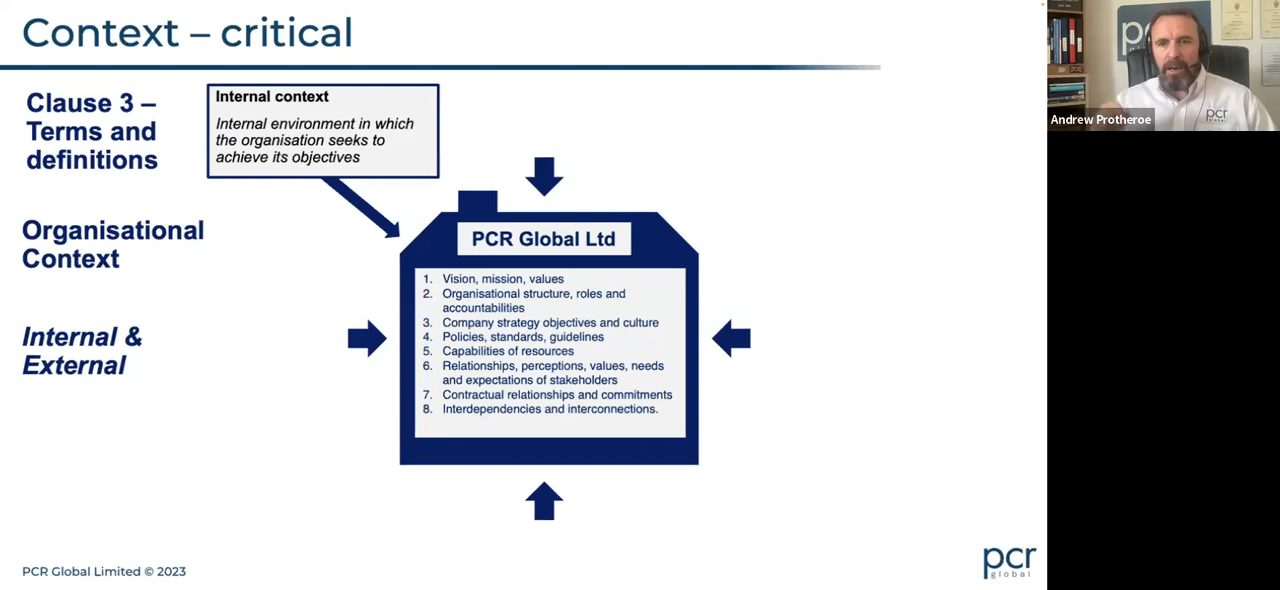 Context – critical
Clause 3 –
Terms and
definitions
Internal context
Internal environment in which
the organisation seeks to
achieve its objectives
Organisational
Context
Internal &
External
PCR Global Ltd
1. Vision, mission, values
2. Organisational structure, roles and
accountabilities
3. Company strategy objectives and culture
4. Policies, standards, guidelines
5. Capabilities of resources
6. Relationships, perceptions, values, needs
and expectations of stakeholders
7. Contractual relationships and commitments
8. Interdependencies and interconnections.
PCR Global Limited © 2023
pcr
global
pc
pcr
global
Andrew Protheroe